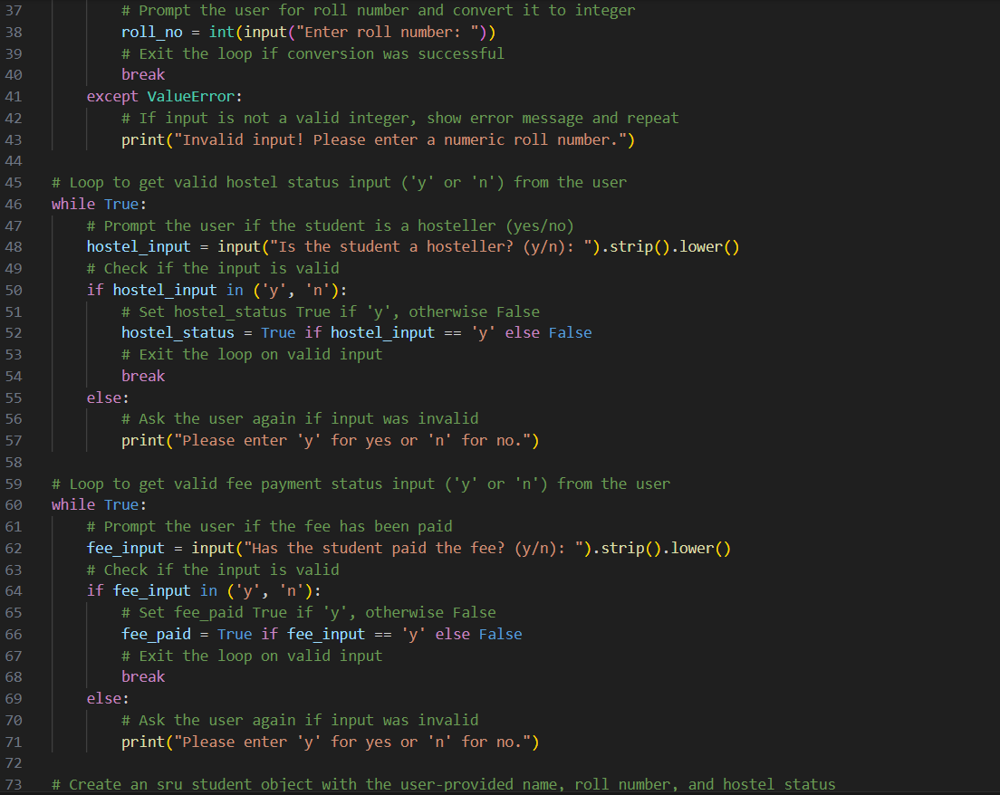 37 # Prompt the user for roll number and convert it to integer
38 roll_no = int(input("Enter roll number: "))
39 # Exit the loop if conversion was successful
40 break
41 except ValueError:
42 # If input is not a valid integer, show error message and repeat
43 print("Invalid input! Please enter a numeric roll number.")
44
45 # Loop to get valid hostel status input ('y' or 'n') from the user
46 while True:
47 # Prompt the user if the student is a hosteller (yes/no)
48 hostel_input = input("Is the student a hosteller? (y/n): ").strip().lower()
49 # Check if the input is valid
50 if hostel_input in ('y', 'n'):
51 # Set hostel_status True if 'y', otherwise False
52 hostel_status = True if hostel_input == 'y' else False
53 # Exit the loop on valid input
54 break
55 else:
56 # Ask the user again if input was invalid
57 print("Please enter 'y' for yes or 'n' for no.")
58
59 # Loop to get valid fee payment status input ('y' or 'n') from the user
60 while True:
61 # Prompt the user if the fee has been paid
62 fee_input = input("Has the student paid the fee? (y/n): ").strip().lower()
63 # Check if the input is valid
64 if fee_input in ('y', 'n'):
65 # Set fee_paid True if 'y', otherwise False
66 fee_paid = True if fee_input == 'y' else False
67 # Exit the loop on valid input
68 break
69 else:
70 # Ask the user again if input was invalid
71 print("Please enter 'y' for yes or 'n' for no.")
72
73 # Create an sru student object with the user-provided name, roll number, and hostel status